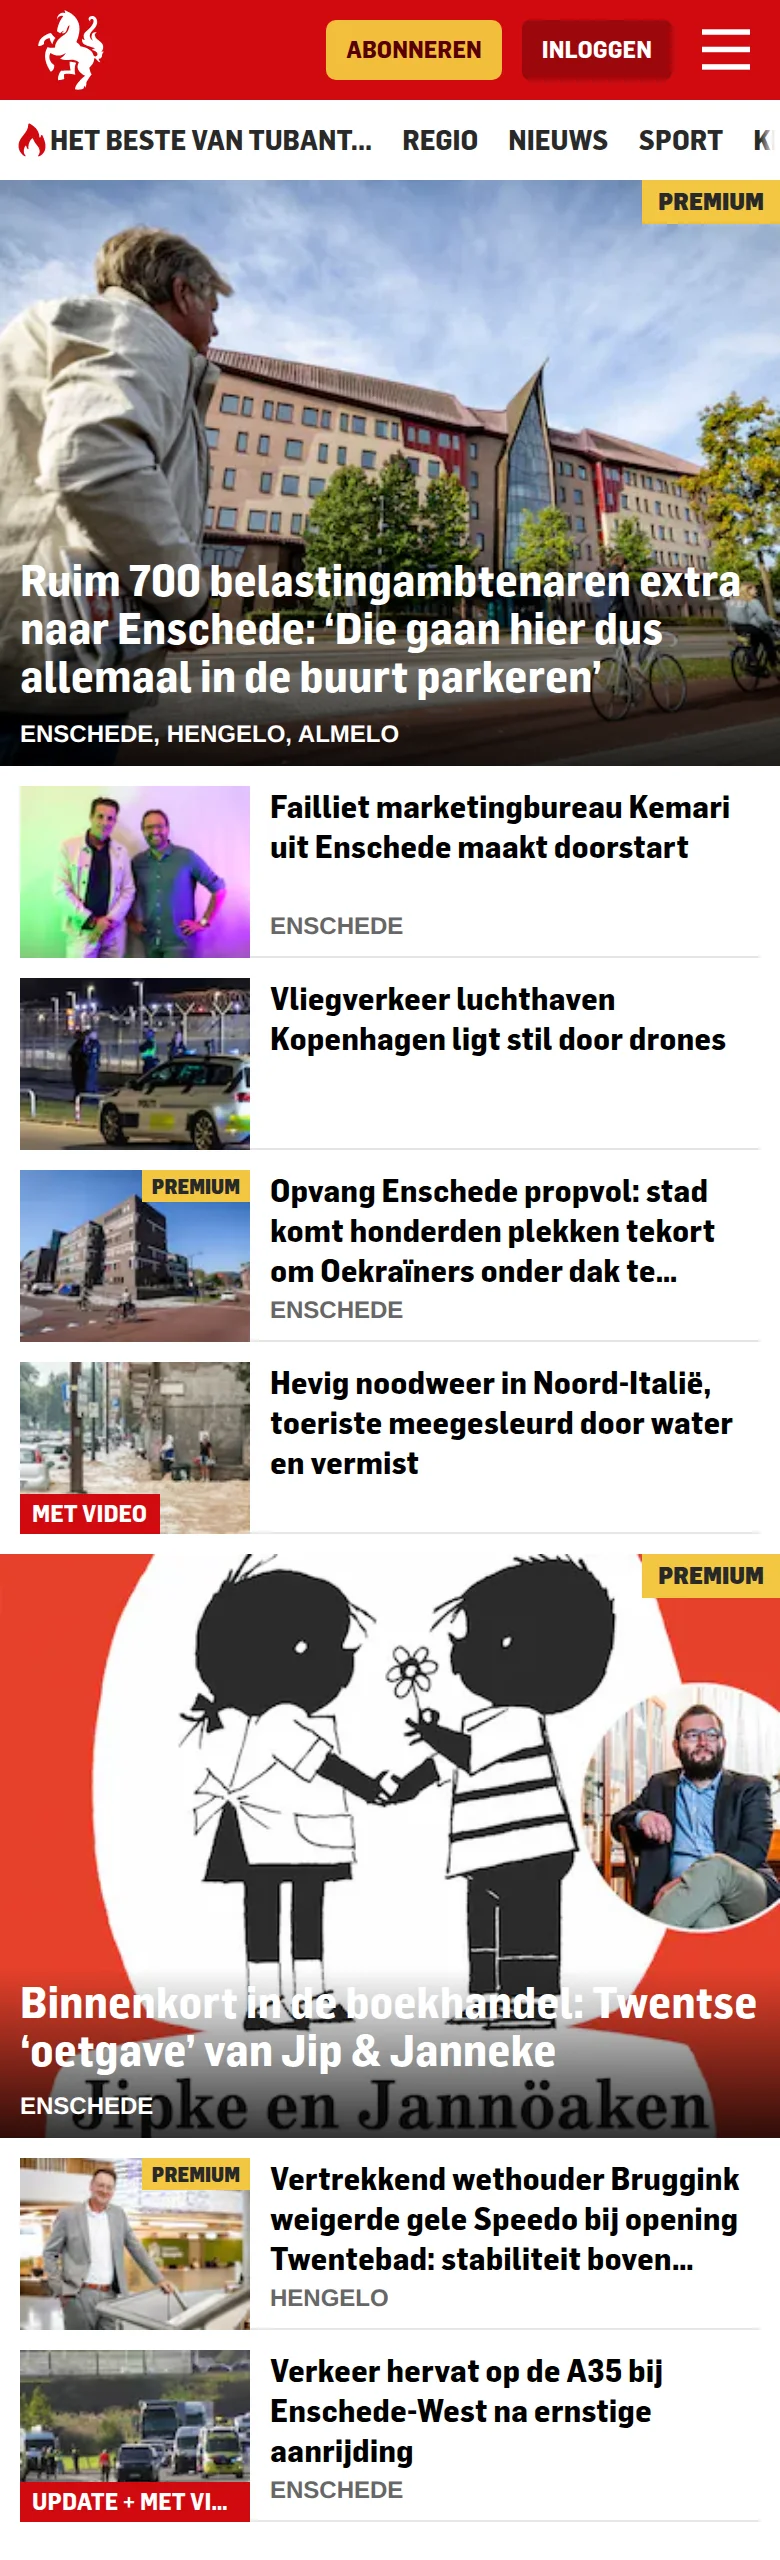 ABONNEREN
INLOGGEN
HET BESTE VAN TUBANT...
REGIO
NIEUWS
SPORT
PREMIUM
Ruim 700 belastingambtenaren extra
naar Enschede: ‘Die gaan hier dus
allemaal in de buurt parkeren’
ENSCHEDE, HENGELO, ALMELO
Failliet marketingbureau Kemari
uit Enschede maakt doorstart
ENSCHEDE
Vliegverkeer luchthaven
Kopenhagen ligt stil door drones
PREMIUM
Opvang Enschede propvol: stad
komt honderden plekken tekort
om Oekraïners onder dak te...
ENSCHEDE
Hevig noodweer in Noord-Italië,
toeriste meegesleurd door water
en vermist
MET VIDEO
PREMIUM
Binnenkort in de boekhandel: Twentse
‘oetgave’ van Jip & Janneke
ENSCHEDE
Jipke en Jannöaken
PREMIUM
Vertrekkend wethouder Bruggink
weigerde gele Speedo bij opening
Twentebad: stabiliteit boven...
HENGELO
Verkeer hervat op de A35 bij
Enschede-West na ernstige
aanrijding
ENSCHEDE
UPDATE + MET VI...